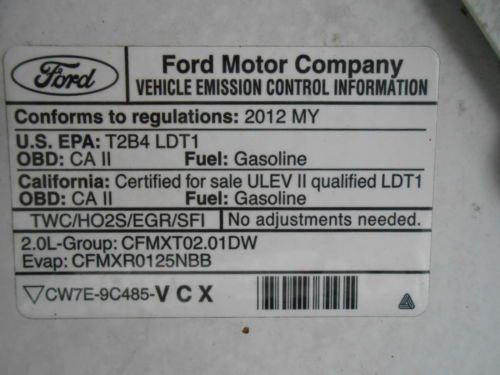 Ford
Ford Motor Company
VEHICLE EMISSION CONTROL INFORMATION
Conforms to regulations: 2012 MY
U.S. EPA: T2B4 LDT1
OBD: CA II Fuel: Gasoline
California: Certified for sale ULEV II qualified LDT1
OBD: CA II Fuel: Gasoline
TWC/HO2S/EGR/SFI No adjustments needed.
2.0L-Group: CFMXT02.01DW
Evap: CFMXR0125NBB
CW7E-9C485-V C X